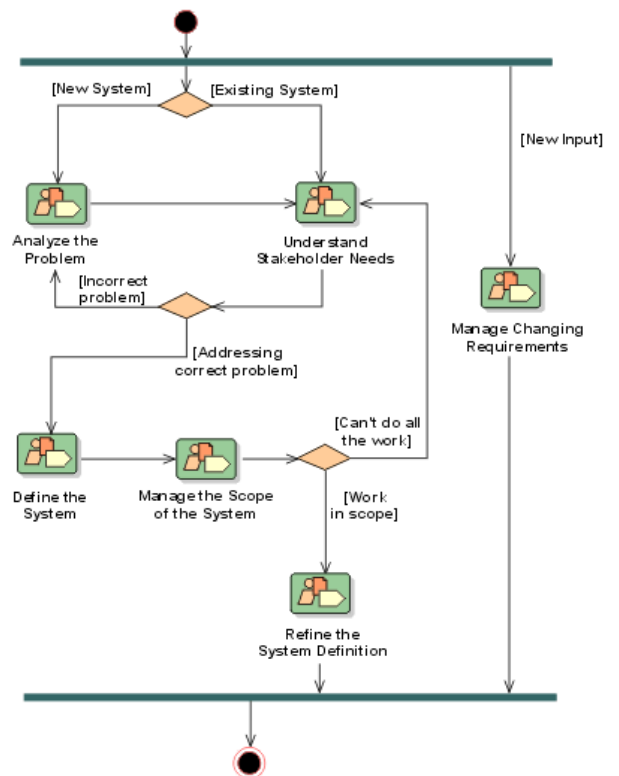 [New System]
[Existing System]
[New Input]
Analyze the
Problem
Understand
Stakeholder Needs
[Incorrect
problem]
Manage Changing
Requirements
[Addressing
correct problem]
[Can't do all
the work]
Define the
System
Manage the Scope
of the System
[Work
in scope]
Refine the
System Definition